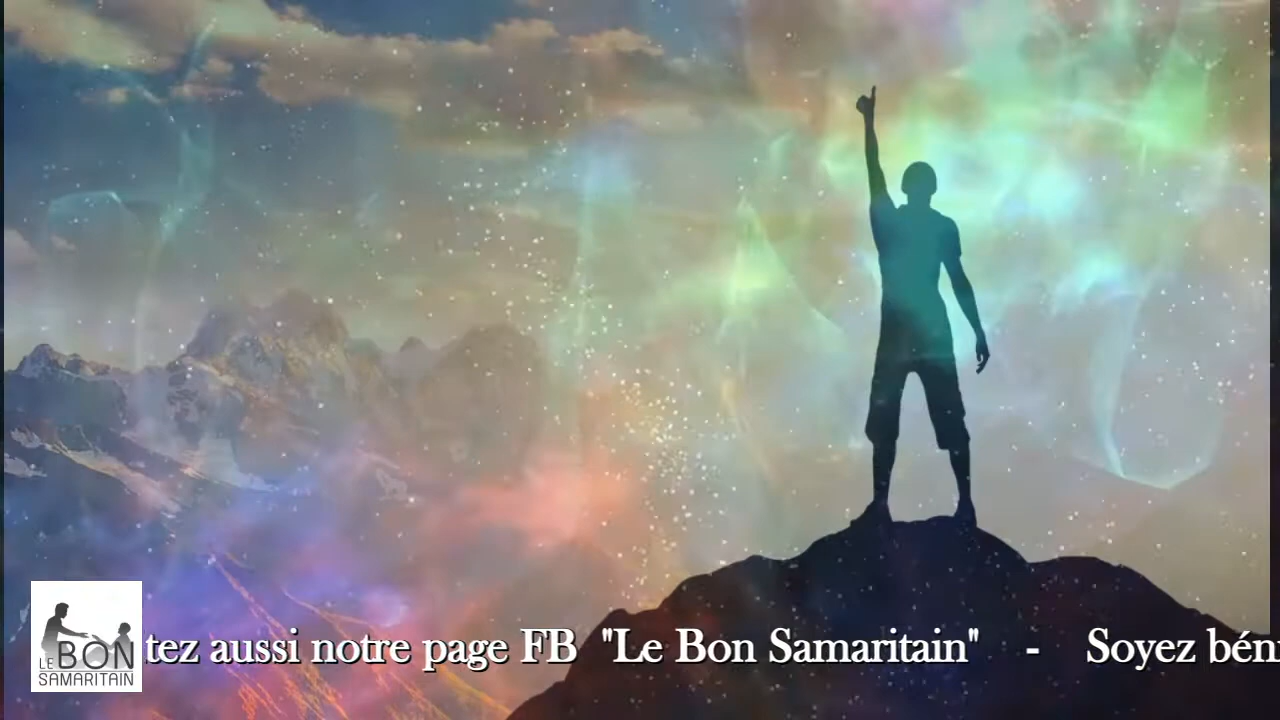 LE BON
SAMARITAIN
tez aussi notre page FB "Le Bon Samaritain" - Soyez bén